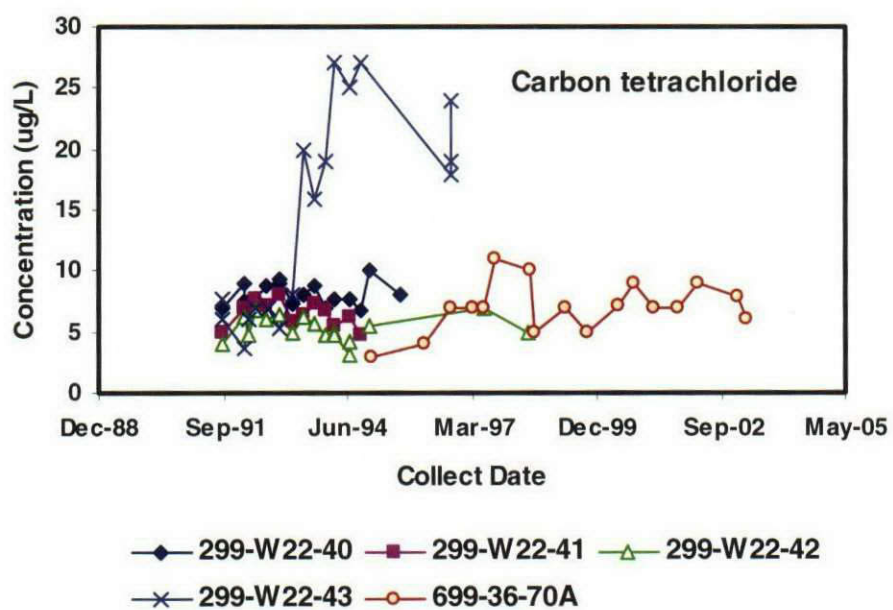 30
25
20
15
10
5
0
Concentration (ug/L)
Carbon tetrachloride
Dec-88 Sep-91 Jun-94 Mar-97 Dec-99 Sep-02 May-05
Collect Date
299-W22-40 299-W22-41 299-W22-42
299-W22-43 699-36-70A